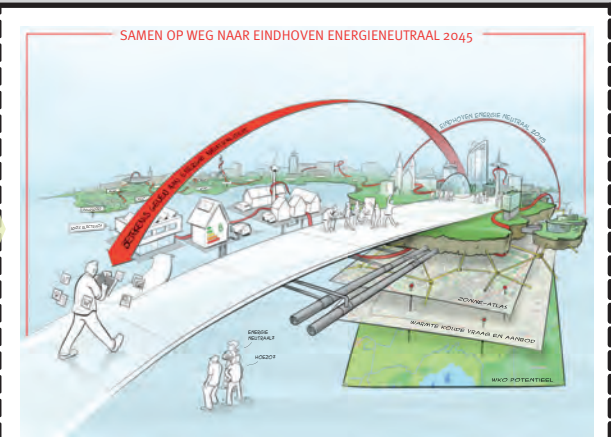 SAMEN OP WEG NAAR EINDHOVEN ENERGIENEUTRAAL 2045
EINDHOVEN ENERGIE NEUTRAAL 2045
ZONNE-ATLAS
WARMTE KOUDE VRAAG EN AANBOD
WKO POTENTIEEL
ENERGIE
NEUTRAAL?
HOEZO?